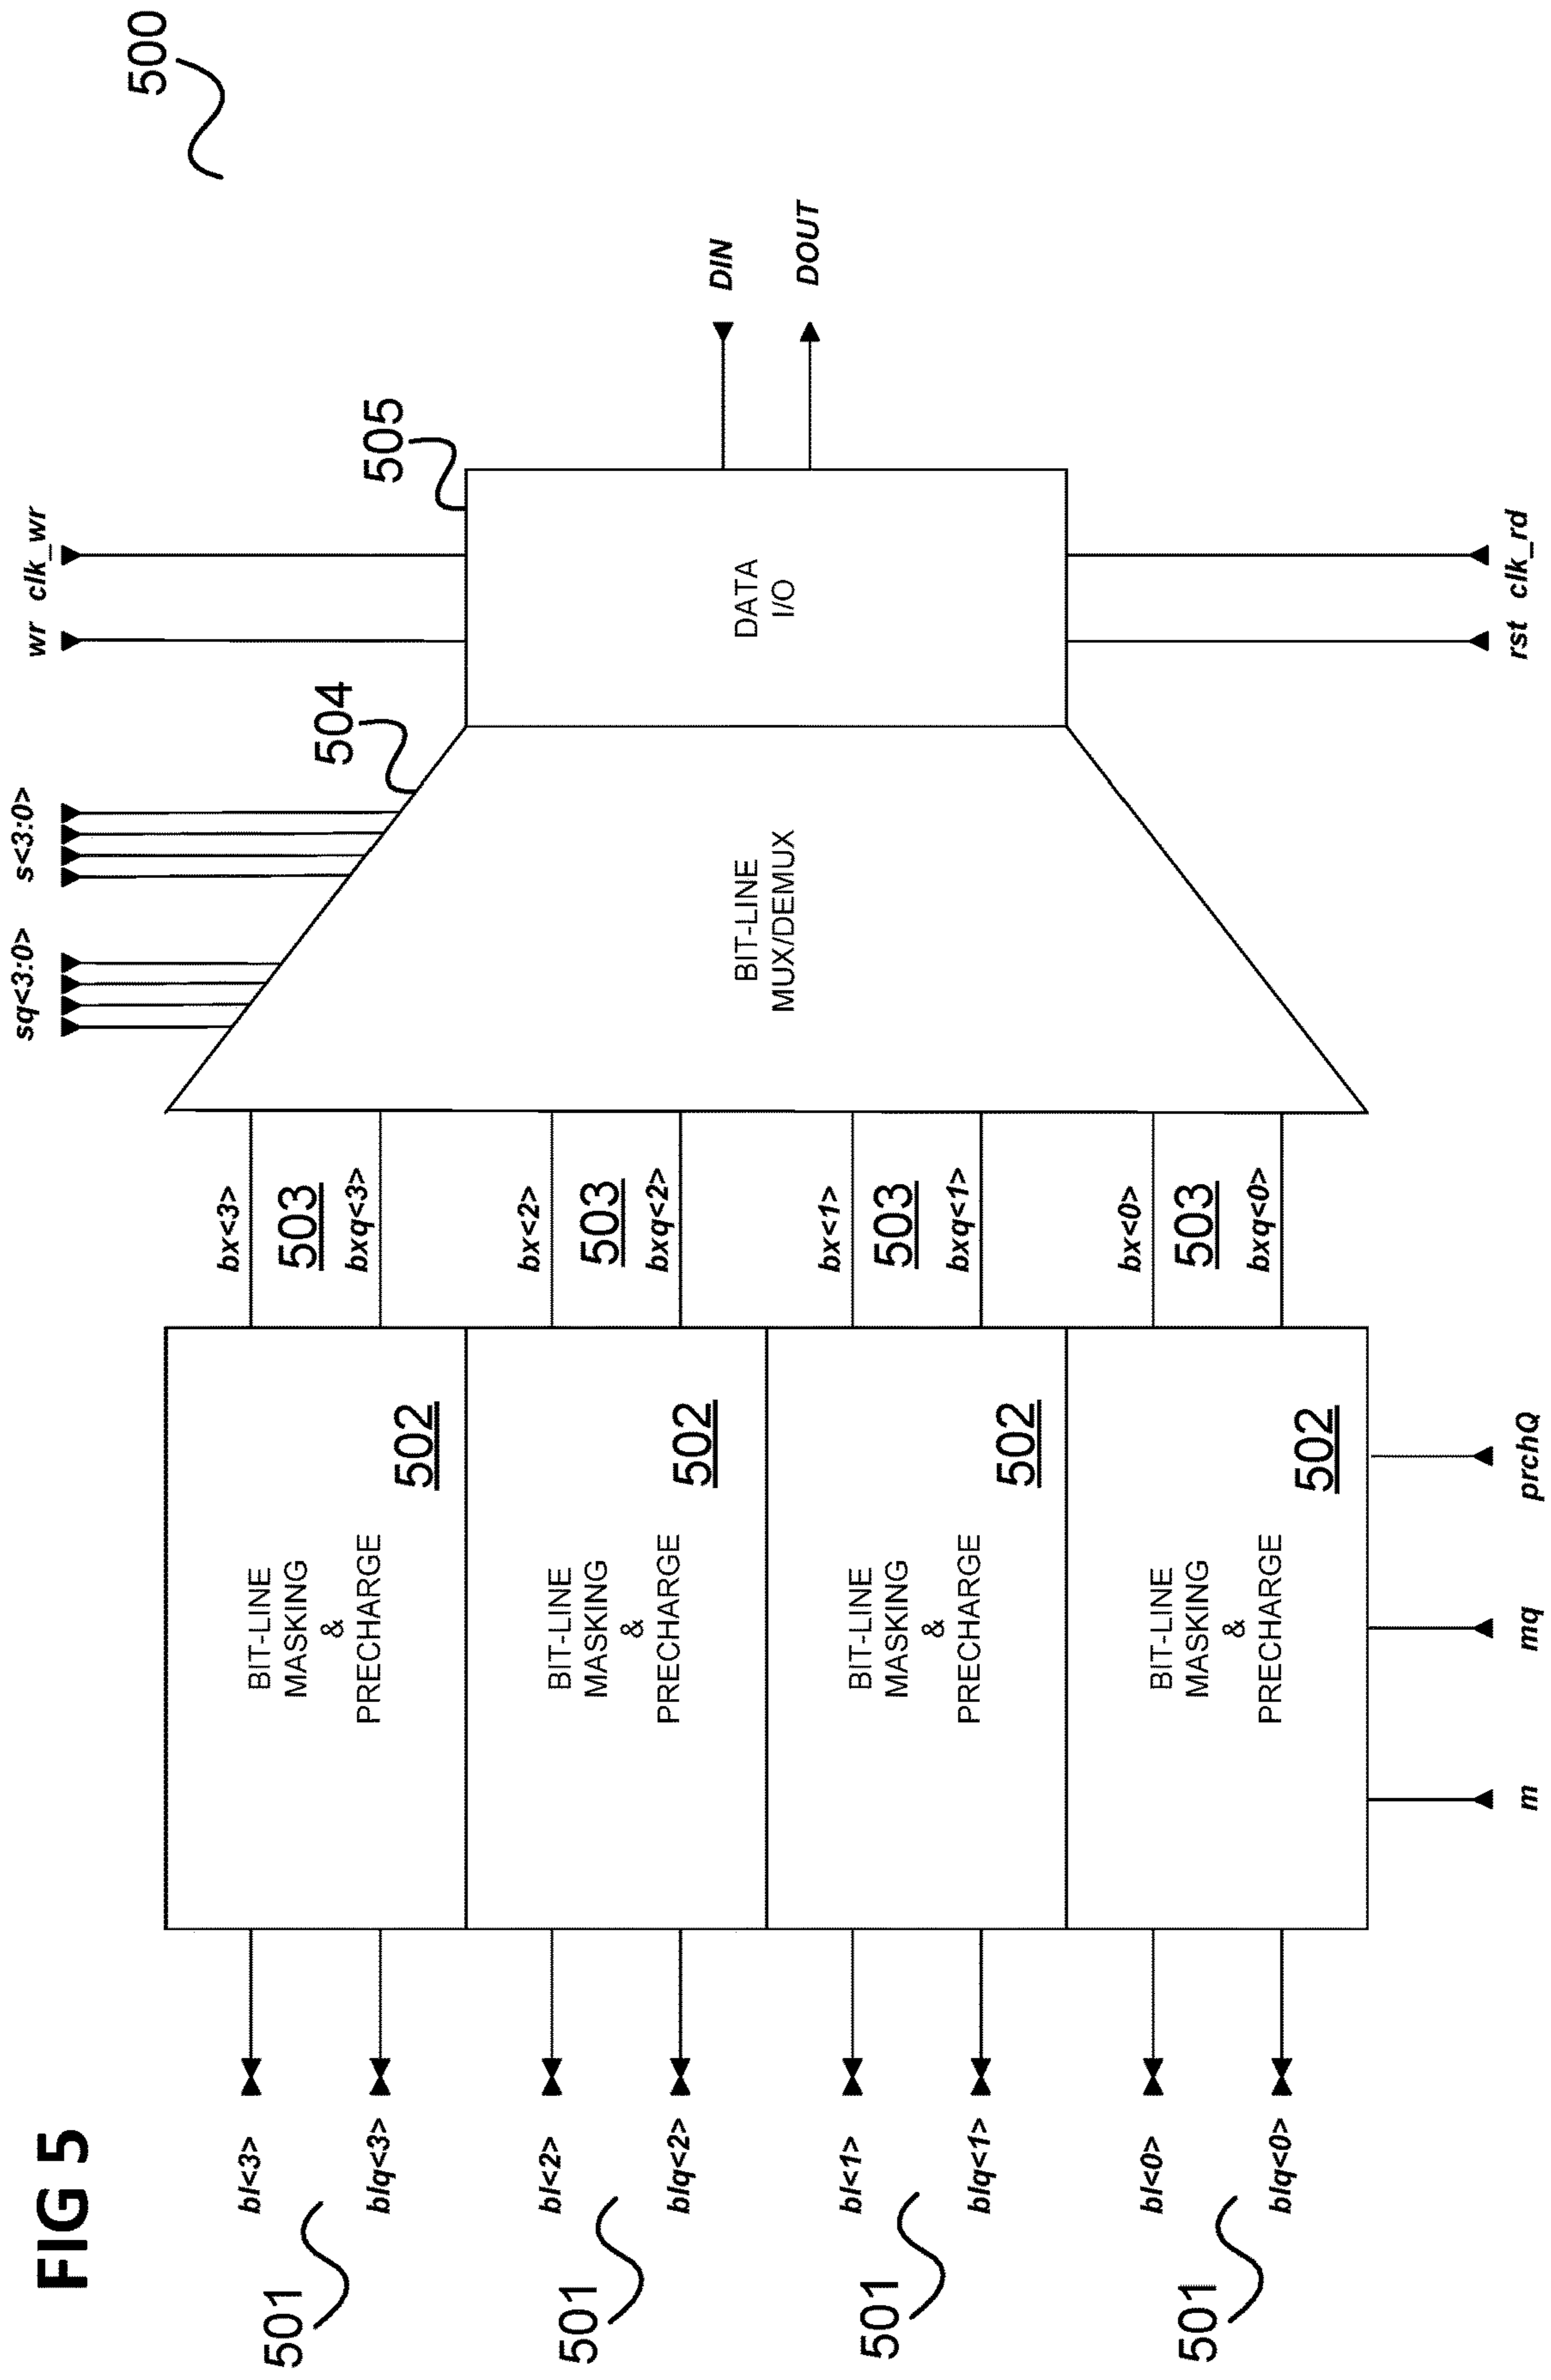 FIG 5
500
501
bl<3>
blq<3>
501
bl<2>
blq<2>
501
bl<1>
blq<1>
501
bl<0>
blq<0>
BIT-LINE
MASKING
&
PRECHARGE
502
BIT-LINE
MASKING
&
PRECHARGE
502
BIT-LINE
MASKING
&
PRECHARGE
502
BIT-LINE
MASKING
&
PRECHARGE
502
m
mq
prchQ
bx<3>
503
bxq<3>
bx<2>
503
bxq<2>
bx<1>
503
bxq<1>
bx<0>
503
bxq<0>
sq<3:0>
s<3:0>
504
BIT-LINE
MUX/DEMUX
wr clk_wr
505
DATA
I/O
rst clk_rd
DIN
DOUT